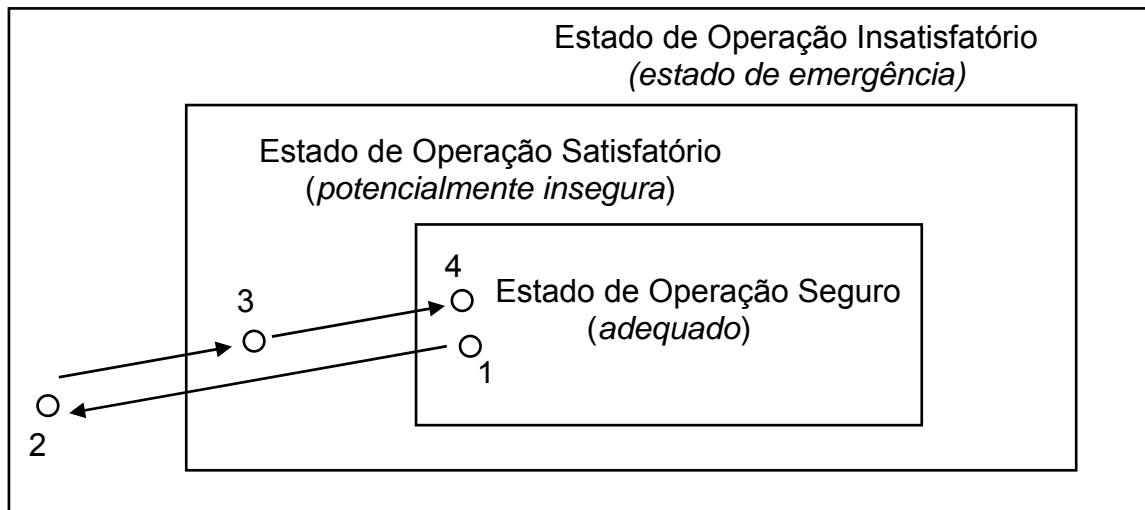 Estado de Operação Insatisfatório
(estado de emergência)
Estado de Operação Satisfatório
(potencialmente insegura)
4
Estado de Operação Seguro
3
(adequado)
1
2